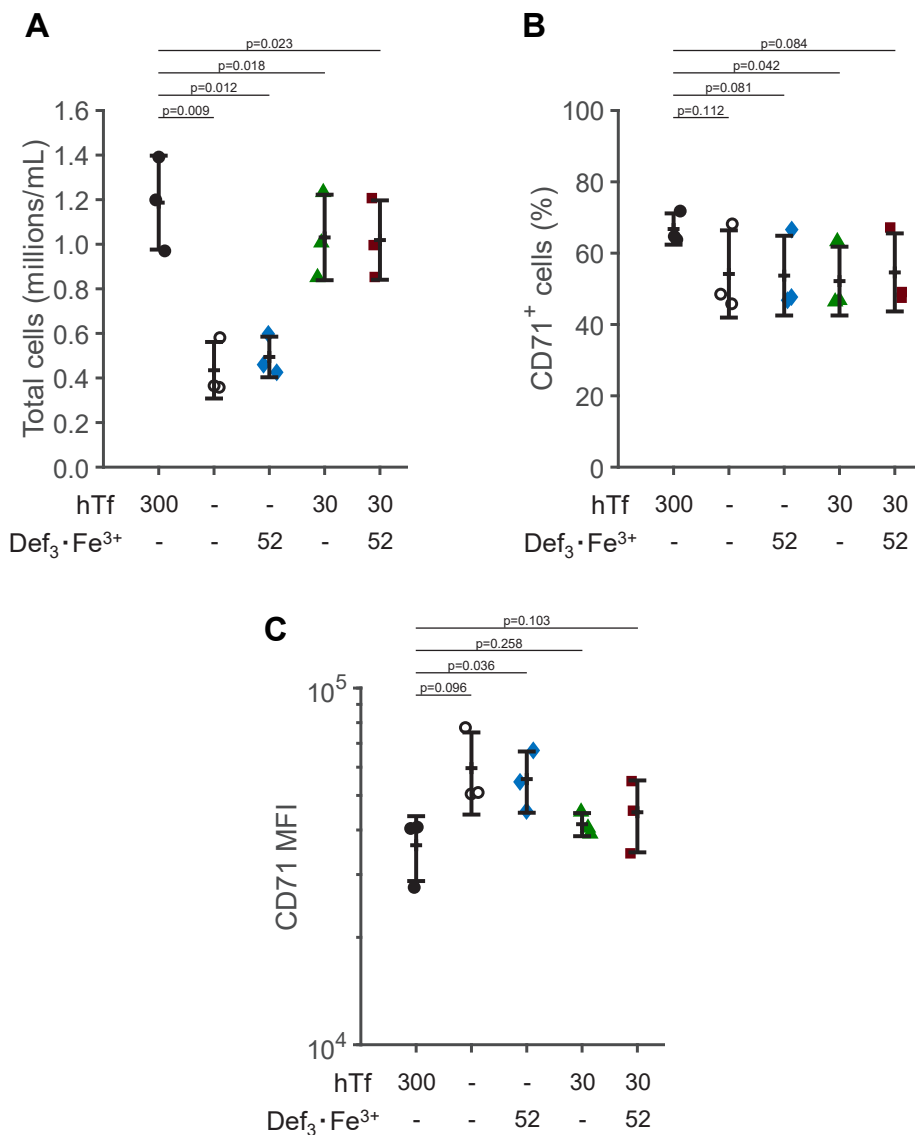 A
p=0.023
p=0.018
p=0.012
p=0.009
Total cells (millions/mL)
1.6
1.4
1.2
1.0
0.8
0.6
0.4
0.2
0.0
hTf 300 - - 30 30
Def₃·Fe³⁺ - - 52 - 52
B
p=0.084
p=0.042
p=0.081
p=0.112
CD71⁺ cells (%)
100
80
60
40
20
0
hTf 300 - - 30 30
Def₃·Fe³⁺ - - 52 - 52
C
p=0.103
p=0.258
p=0.036
p=0.096
CD71 MFI
10⁵
10⁴
hTf 300 - - 30 30
Def₃·Fe³⁺ - - 52 - 52